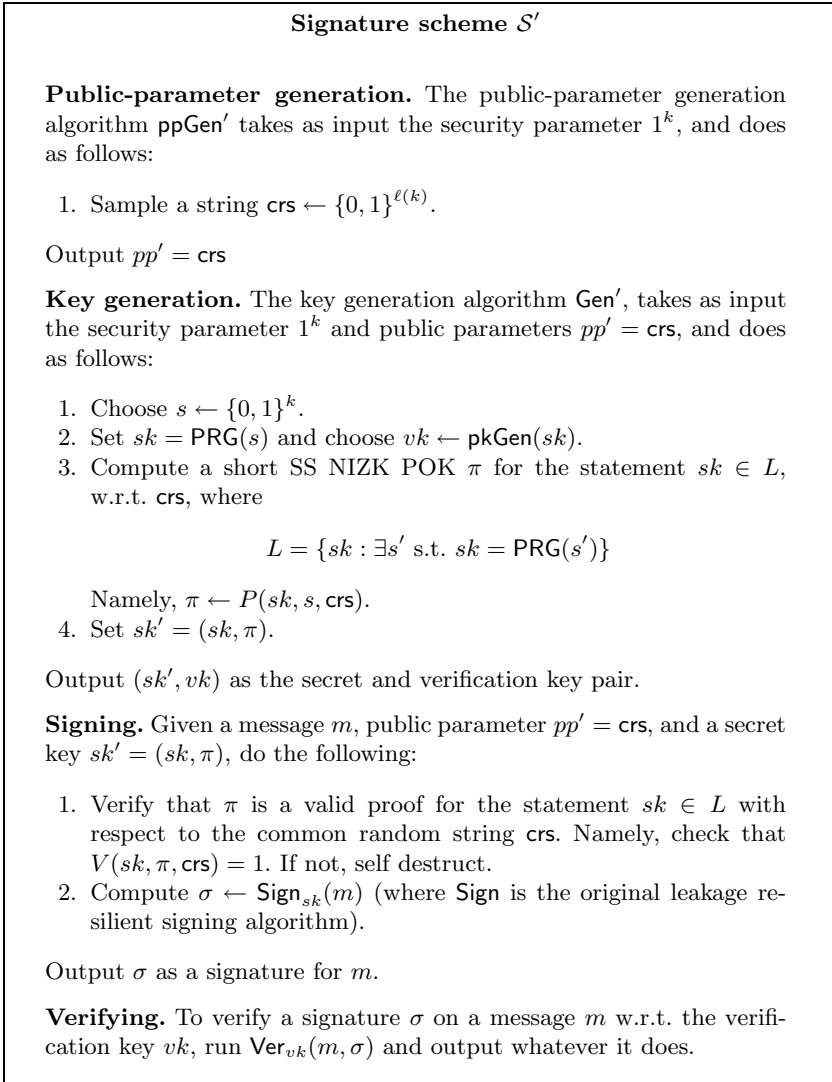 Signature scheme 𝒮′
Public-parameter generation. The public-parameter generation
algorithm ppGen′ takes as input the security parameter 1^k, and does
as follows:
1. Sample a string crs ← {0, 1}^{ℓ(k)}.
Output pp′ = crs
Key generation. The key generation algorithm Gen′, takes as input
the security parameter 1^k and public parameters pp′ = crs, and does
as follows:
1. Choose s ← {0, 1}^k.
2. Set sk = PRG(s) and choose vk ← pkGen(sk).
3. Compute a short SS NIZK POK π for the statement sk ∈ L,
w.r.t. crs, where
L = {sk : ∃s′ s.t. sk = PRG(s′)}
Namely, π ← P(sk, s, crs).
4. Set sk′ = (sk, π).
Output (sk′, vk) as the secret and verification key pair.
Signing. Given a message m, public parameter pp′ = crs, and a secret
key sk′ = (sk, π), do the following:
1. Verify that π is a valid proof for the statement sk ∈ L with
respect to the common random string crs. Namely, check that
V(sk, π, crs) = 1. If not, self destruct.
2. Compute σ ← Sign_{sk}(m) (where Sign is the original leakage re-
silient signing algorithm).
Output σ as a signature for m.
Verifying. To verify a signature σ on a message m w.r.t. the verifi-
cation key vk, run Ver_{vk}(m, σ) and output whatever it does.